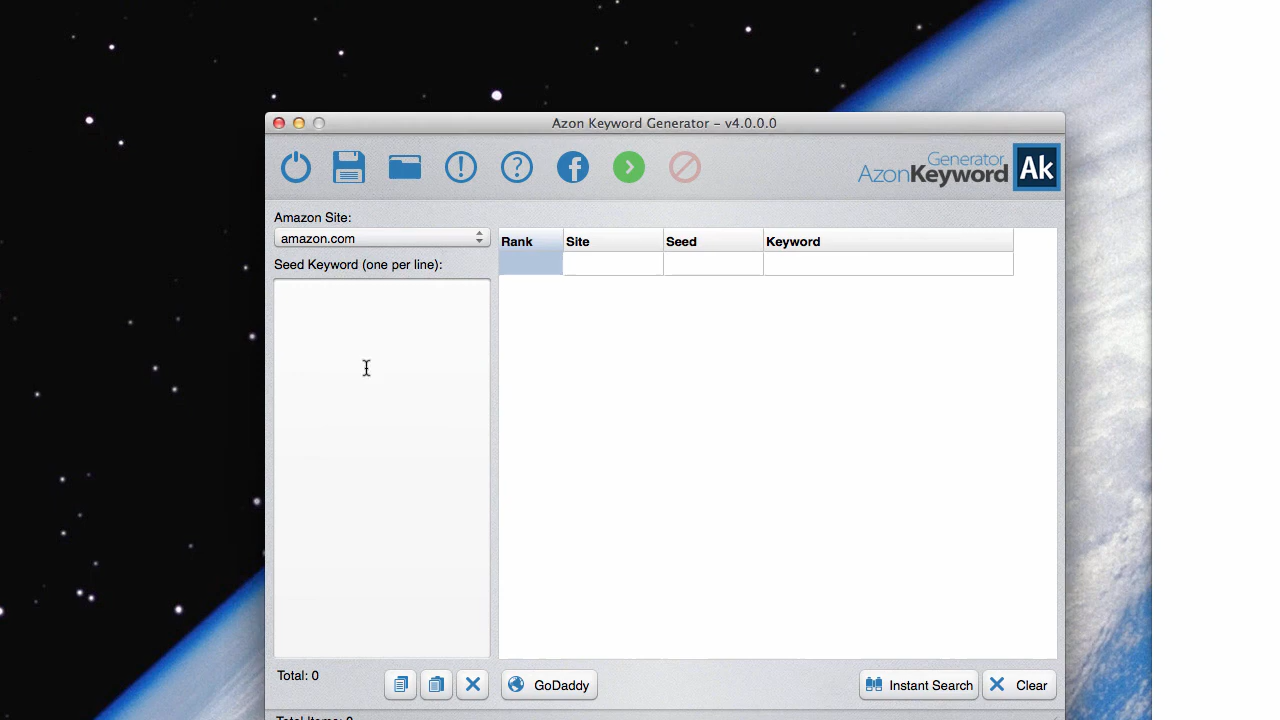 Azon Keyword Generator – v4.0.0.0
Generator
AzonKeyword
Ak
Amazon Site:
amazon.com
Seed Keyword (one per line):
Rank Site Seed Keyword
Total: 0
GoDaddy
Instant Search
Clear
Total Items: 0